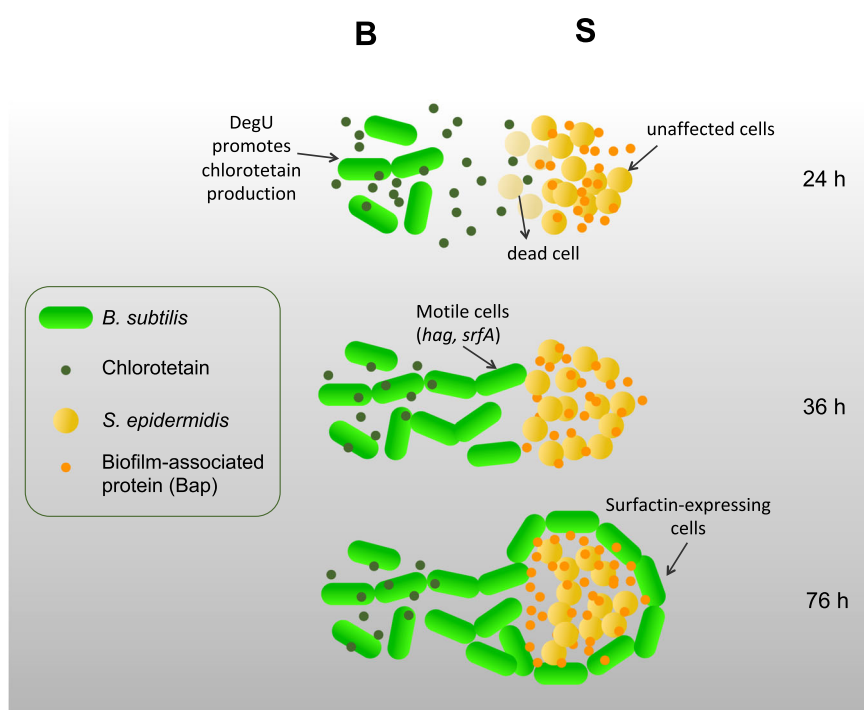 B
S
DegU
promotes
chlorotetain
production
unaffected cells
dead cell
24 h
B. subtilis
Chlorotetain
S. epidermidis
Biofilm-associated
protein (Bap)
Motile cells
(hag, srfA)
36 h
Surfactin-expressing
cells
76 h